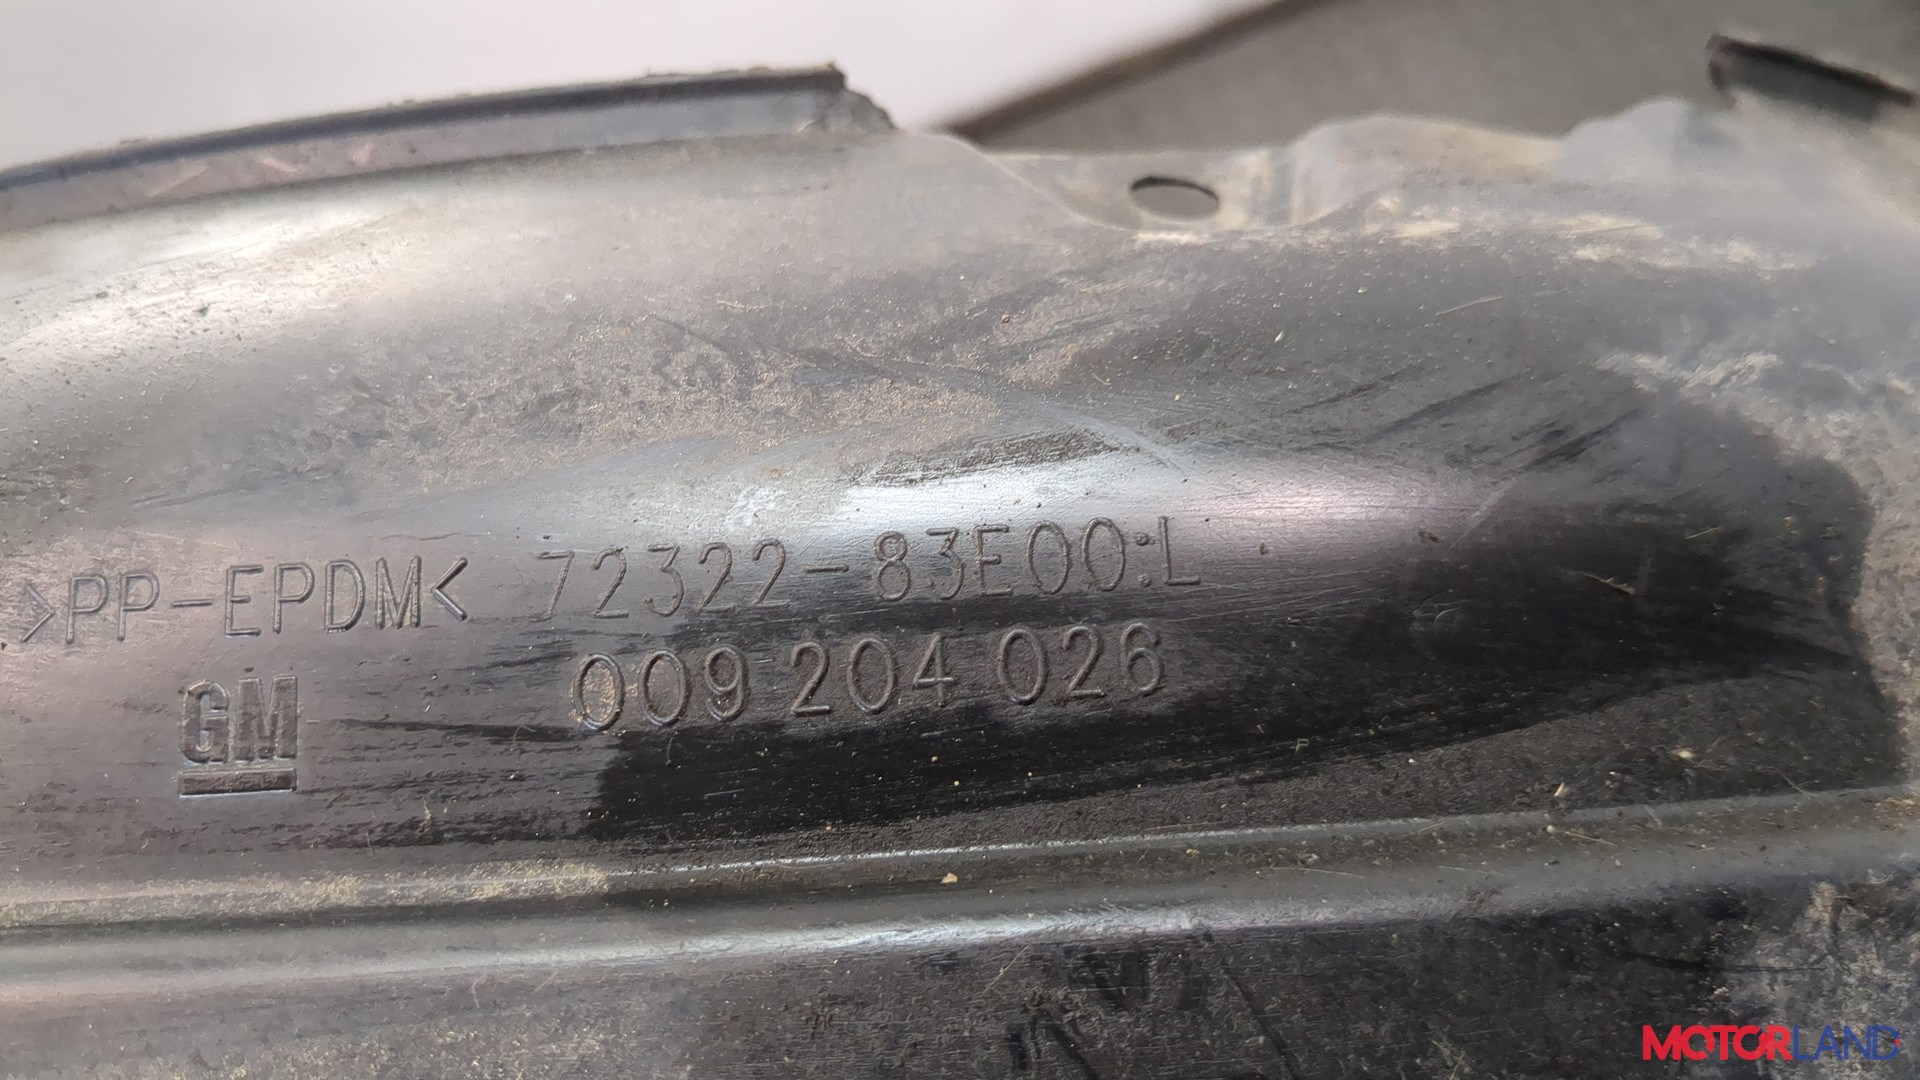 >PP-EPDM< 72322-83E00:L
GM 009 204 026
MOTORLAND